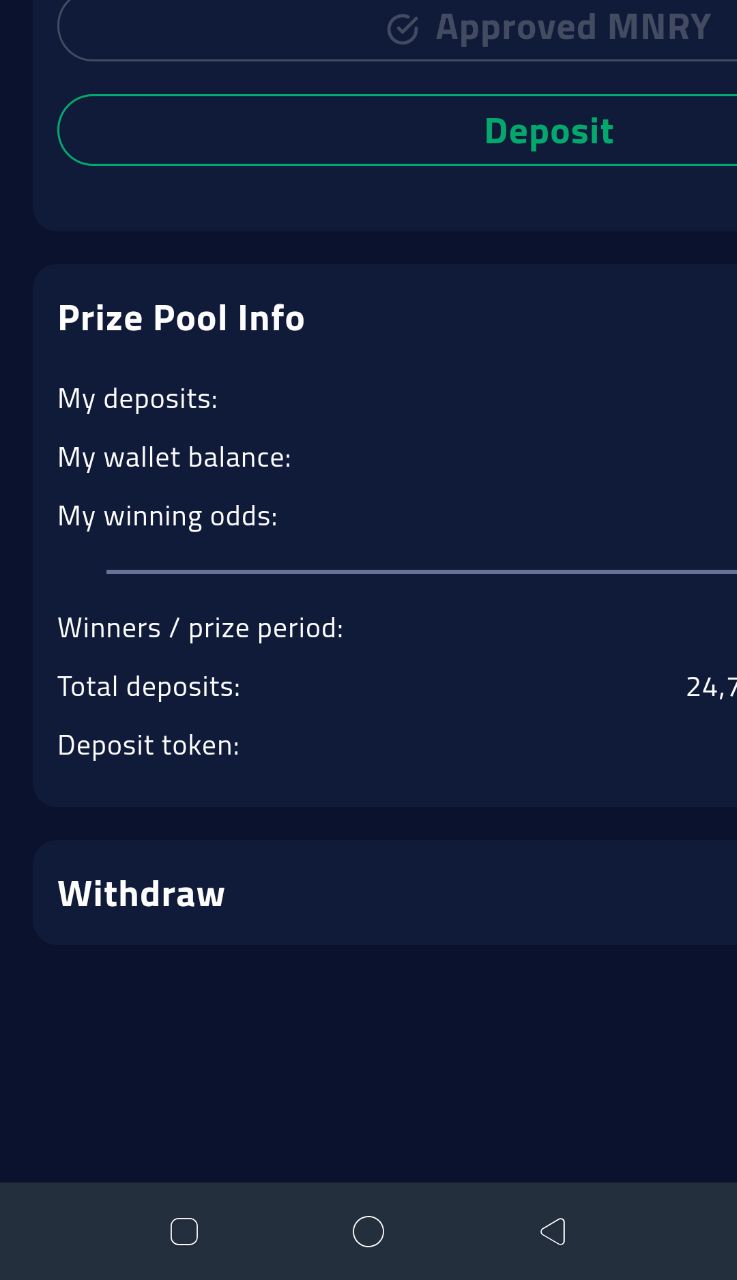 Approved MNRY
Deposit
Prize Pool Info
My deposits:
My wallet balance:
My winning odds:
Winners / prize period:
Total deposits: 24,7
Deposit token:
Withdraw